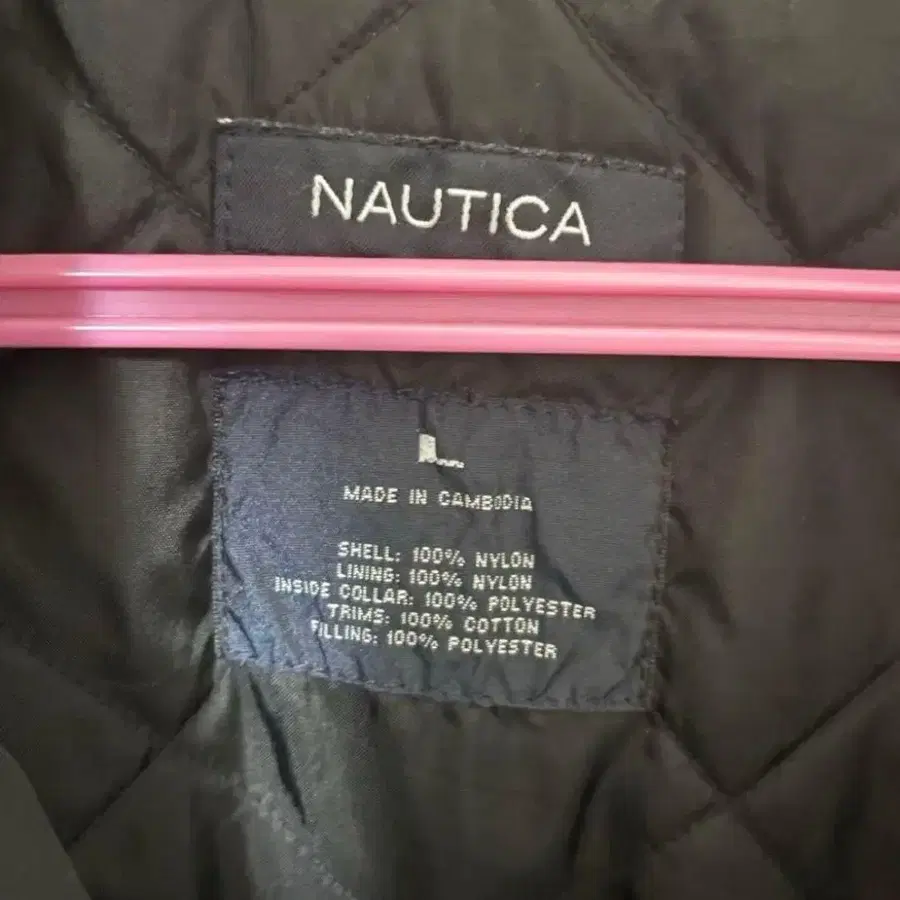 NAUTICA
L
MADE IN CAMBODIA
SHELL: 100% NYLON
LINING: 100% NYLON
INSIDE COLLAR: 100% POLYESTER
TRIMS: 100% COTTON
FILLING: 100% POLYESTER